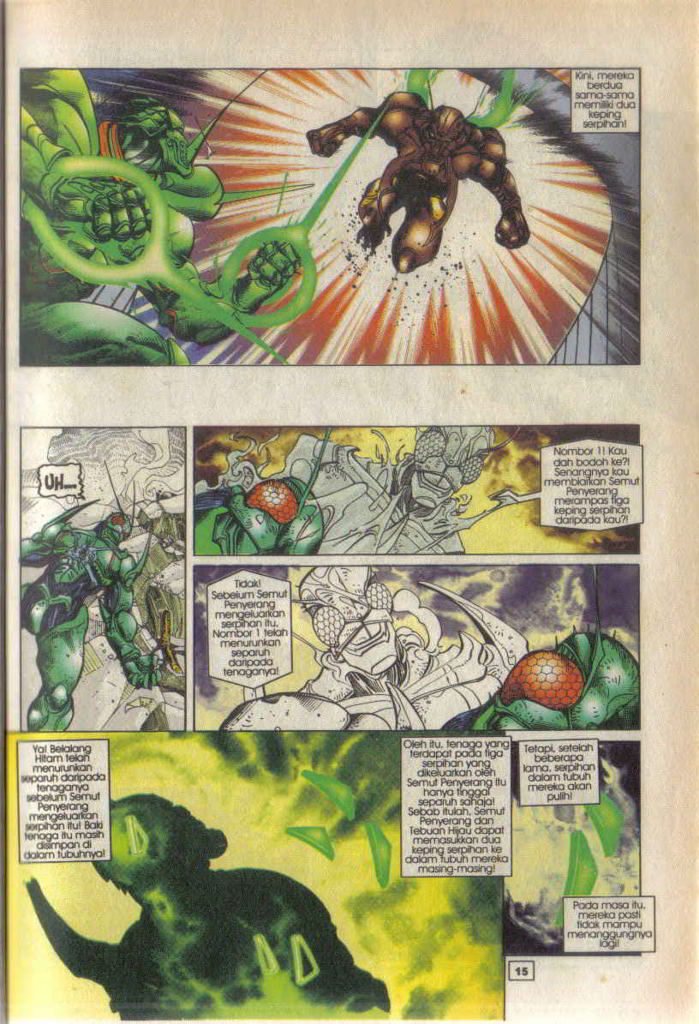 Kini, mereka
berdua
sama-sama
memiliki dua
keping
serpihan!
UH....
Nombor 1! Kau
dah bodoh ke?!
Senangnya kau
membiarkan Semut
Penyerang
merampas tiga
keping serpihan
daripada kau?!
Tidak!
Sebelum Semut
Penyerang
mengeluarkan
serpihan itu,
Nombor 1 telah
menurunkan
separuh
daripada
tenaganya!
Ya! Belalang
Hitam telah
menurunkan
separuh daripada
tenaganya
sebelum Semut
Penyerang
mengeluarkan
serpihan itu! Baki
tenaga itu masih
disimpan di
dalam tubuhnya!
Oleh itu, tenaga yang
terdapat pada tiga
serpihan yang
dikeluarkan oleh
Semut Penyerang itu
hanya tinggal
separuh sahaja!
Sebab itulah, Semut
Penyerang dan
Tebuan Hijau dapat
memasukkan dua
keping serpihan ke
dalam tubuh mereka
masing-masing!
Tetapi, setelah
beberapa
lama, serpihan
dalam tubuh
mereka akan
pulih!
Pada masa itu,
mereka pasti
tidak mampu
menanggungnya
lagi!
15